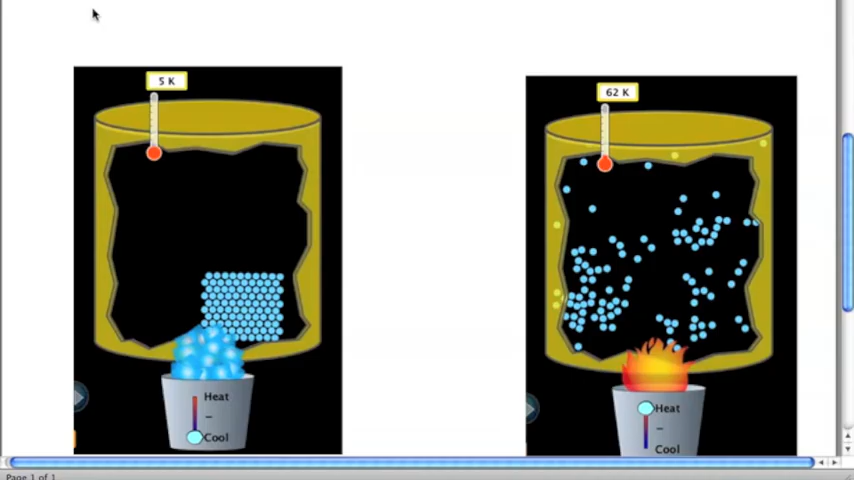 5 K
Heat
Cool
62 K
Heat
Cool
Page 1 of 1